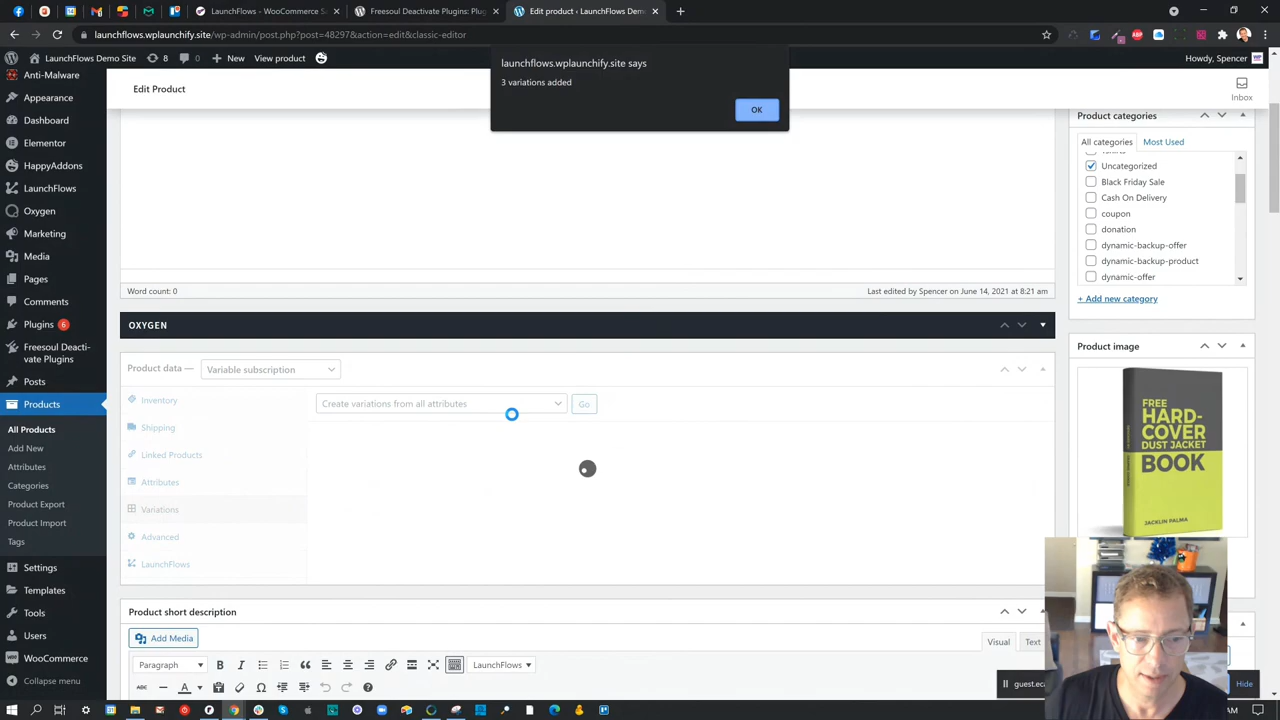 LaunchFlows - WooCommerce S
Freesoul Deactivate Plugins: Plug
Edit product ‹ LaunchFlows Demo
launchflows.wplaunchify.site/wp-admin/post.php?post=48297&action=edit&classic-editor
LaunchFlows Demo Site
8
0
New
View product
Howdy, Spencer
launchflows.wplaunchify.site says
3 variations added
OK
Edit Product
Inbox
Anti-Malware
Appearance
Dashboard
Elementor
HappyAddons
LaunchFlows
Oxygen
Marketing
Media
Pages
Comments
Plugins 6
Freesoul Deacti-
vate Plugins
Posts
Products
All Products
Add New
Attributes
Categories
Product Export
Product Import
Tags
Settings
Templates
Tools
Users
WooCommerce
Collapse menu
Word count: 0
Last edited by Spencer on June 14, 2021 at 8:21 am
OXYGEN
Product data —
Variable subscription
Inventory
Shipping
Linked Products
Attributes
Variations
Advanced
LaunchFlows
Create variations from all attributes
Go
Product short description
Add Media
Visual
Text
Paragraph
B
I
LaunchFlows
ABC
A
Product categories
All categories
Most Used
Uncategorized
Black Friday Sale
Cash On Delivery
coupon
donation
dynamic-backup-offer
dynamic-backup-product
dynamic-offer
+ Add new category
Product image
FREE
HARD-
COVER
DUST JACKET
BOOK
JACKLIN PALMA
Hide